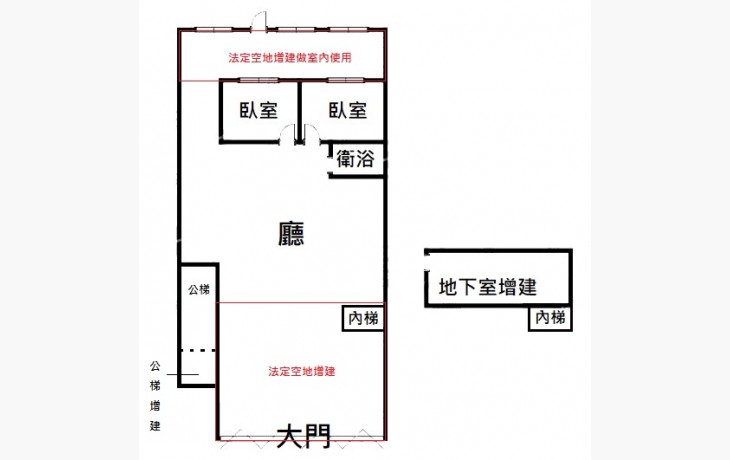 法定空地增建做室內使用
臥室
臥室
衛浴
廳
公梯
內梯
地下室增建
內梯
公梯增建
法定空地增建
大門